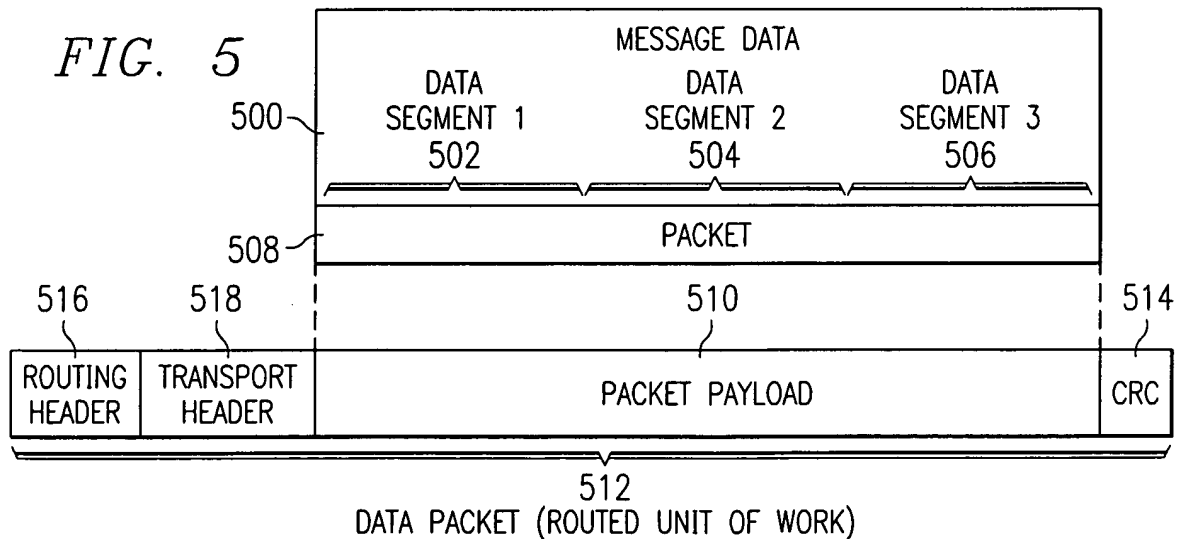 FIG. 5
MESSAGE DATA
DATA SEGMENT 1
502
DATA SEGMENT 2
504
DATA SEGMENT 3
506
500
508
PACKET
516
518
510
514
ROUTING HEADER
TRANSPORT HEADER
PACKET PAYLOAD
CRC
512
DATA PACKET (ROUTED UNIT OF WORK)